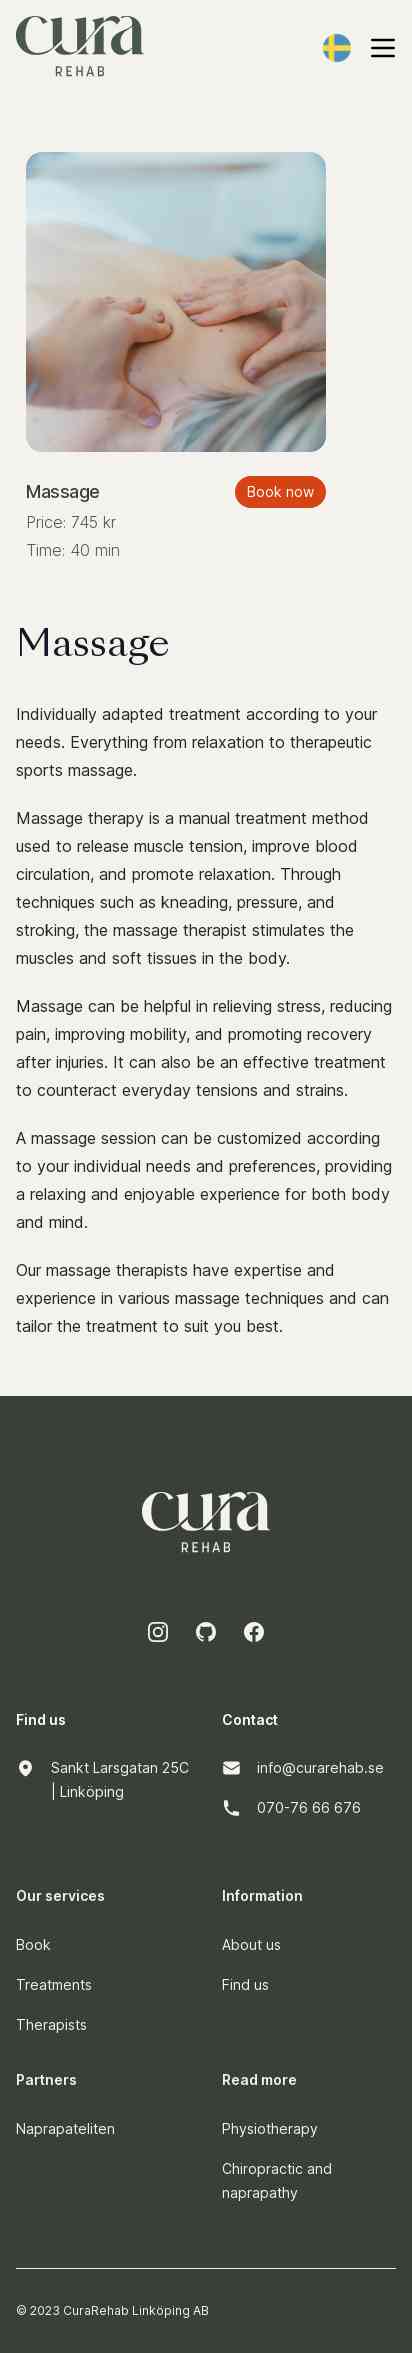 cura
REHAB
Massage
Book now
Price: 745 kr
Time: 40 min
Massage
Individually adapted treatment according to your
needs. Everything from relaxation to therapeutic
sports massage.
Massage therapy is a manual treatment method
used to release muscle tension, improve blood
circulation, and promote relaxation. Through
techniques such as kneading, pressure, and
stroking, the massage therapist stimulates the
muscles and soft tissues in the body.
Massage can be helpful in relieving stress, reducing
pain, improving mobility, and promoting recovery
after injuries. It can also be an effective treatment
to counteract everyday tensions and strains.
A massage session can be customized according
to your individual needs and preferences, providing
a relaxing and enjoyable experience for both body
and mind.
Our massage therapists have expertise and
experience in various massage techniques and can
tailor the treatment to suit you best.
cura
REHAB
Find us
Sankt Larsgatan 25C
| Linköping
Contact
info@curarehab.se
070-76 66 676
Our services
Book
Treatments
Therapists
Information
About us
Find us
Partners
Naprapateliten
Read more
Physiotherapy
Chiropractic and
naprapathy
© 2023 CuraRehab Linköping AB